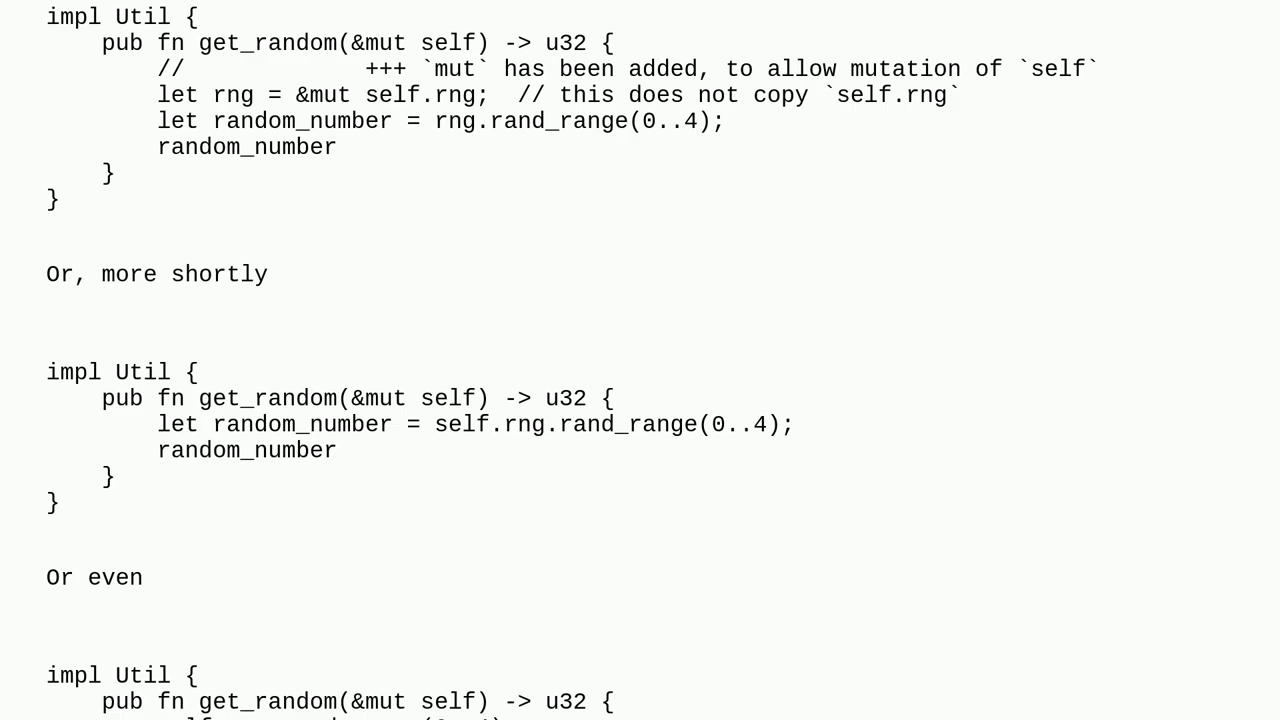 impl Util {
    pub fn get_random(&mut self) -> u32 {
        //             +++ `mut` has been added, to allow mutation of `self`
        let rng = &mut self.rng;  // this does not copy `self.rng`
        let random_number = rng.rand_range(0..4);
        random_number
    }
}
Or, more shortly
impl Util {
    pub fn get_random(&mut self) -> u32 {
        let random_number = self.rng.rand_range(0..4);
        random_number
    }
}
Or even
impl Util {
    pub fn get_random(&mut self) -> u32 {